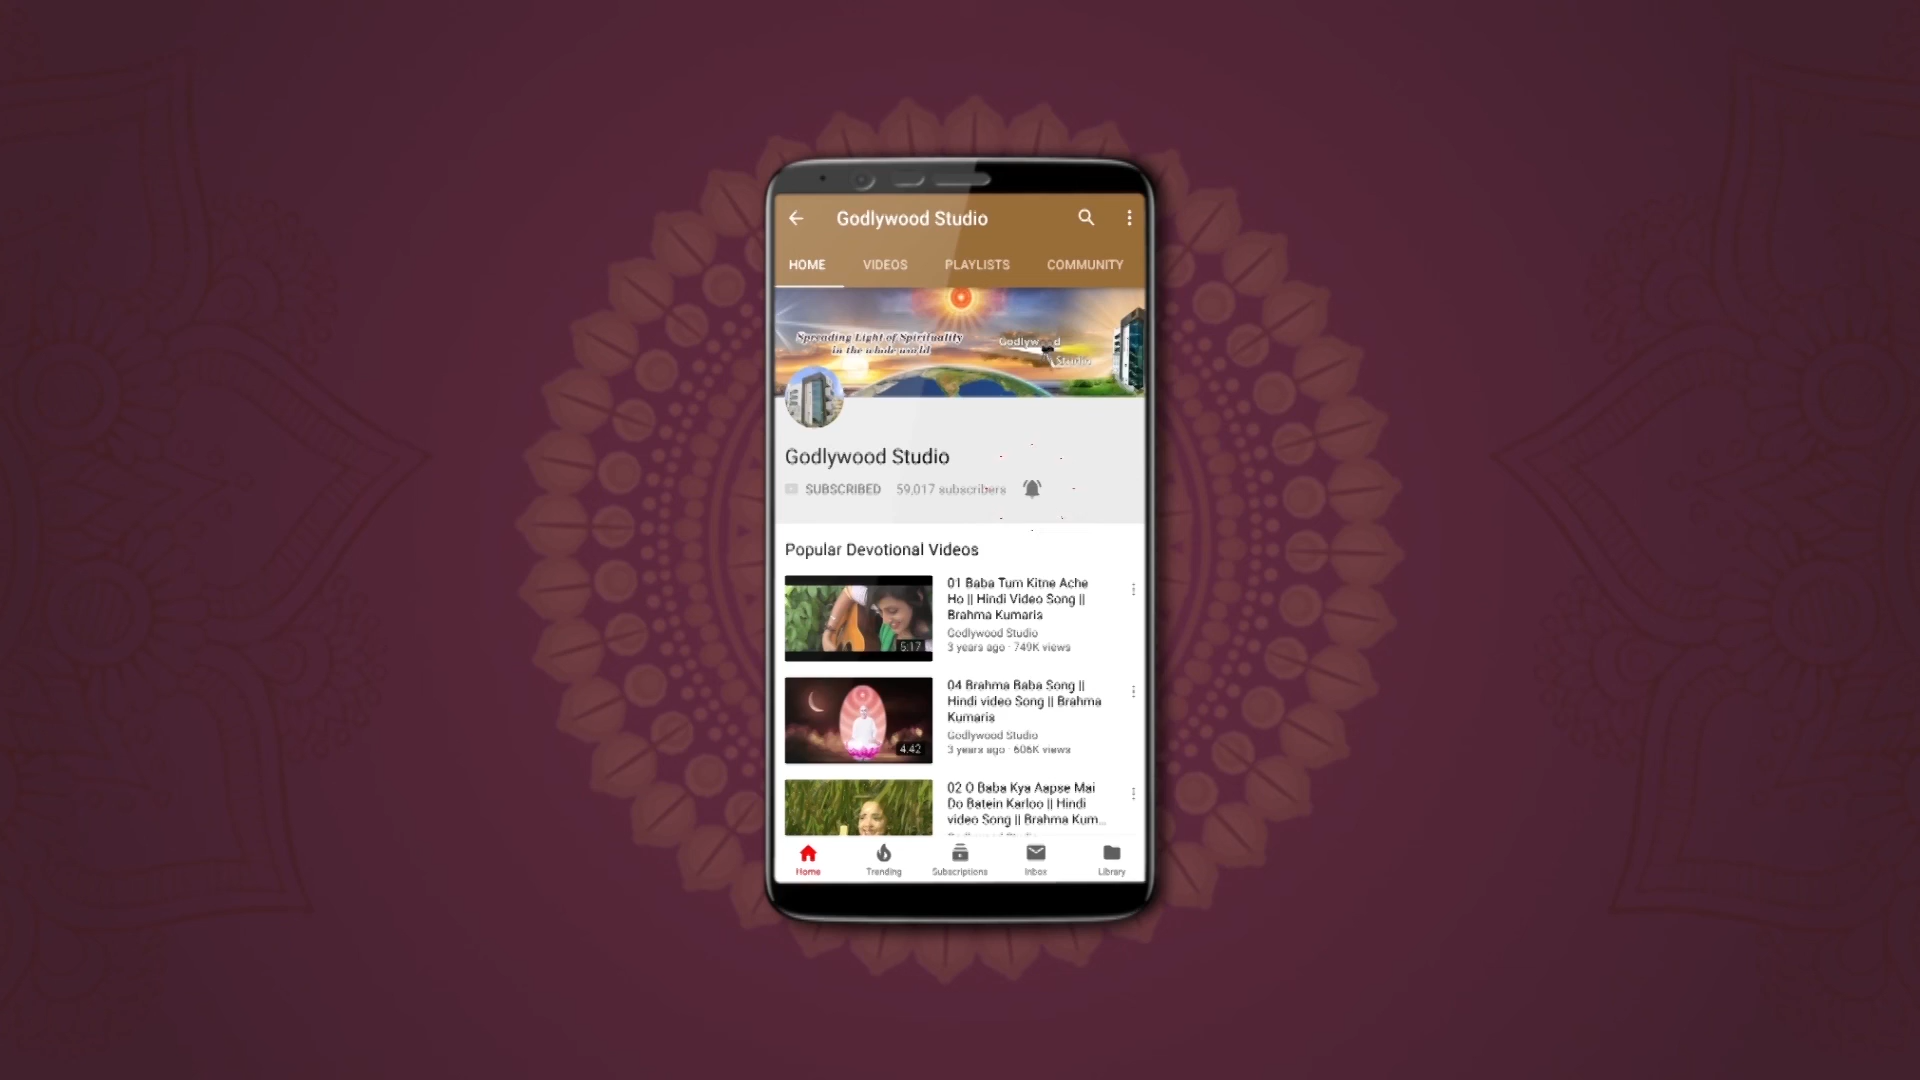 Godlywood Studio
HOME VIDEOS PLAYLISTS COMMUNITY
Spreading Light of Spirituality
in the whole world
Godlyw d
Studio
Godlywood Studio
SUBSCRIBED 59,017 subscribers
Popular Devotional Videos
01 Baba Tum Kitne Ache
Ho || Hindi Video Song ||
Brahma Kumaris
Godlywood Studio
3 years ago · 749K views
5:17
04 Brahma Baba Song ||
Hindi video Song || Brahma
Kumaris
Godlywood Studio
3 years ago · 606K views
4:42
02 O Baba Kya Aapse Mai
Do Batein Karloo || Hindi
video Song || Brahma Kum...
Home Trending Subscriptions Inbox Library